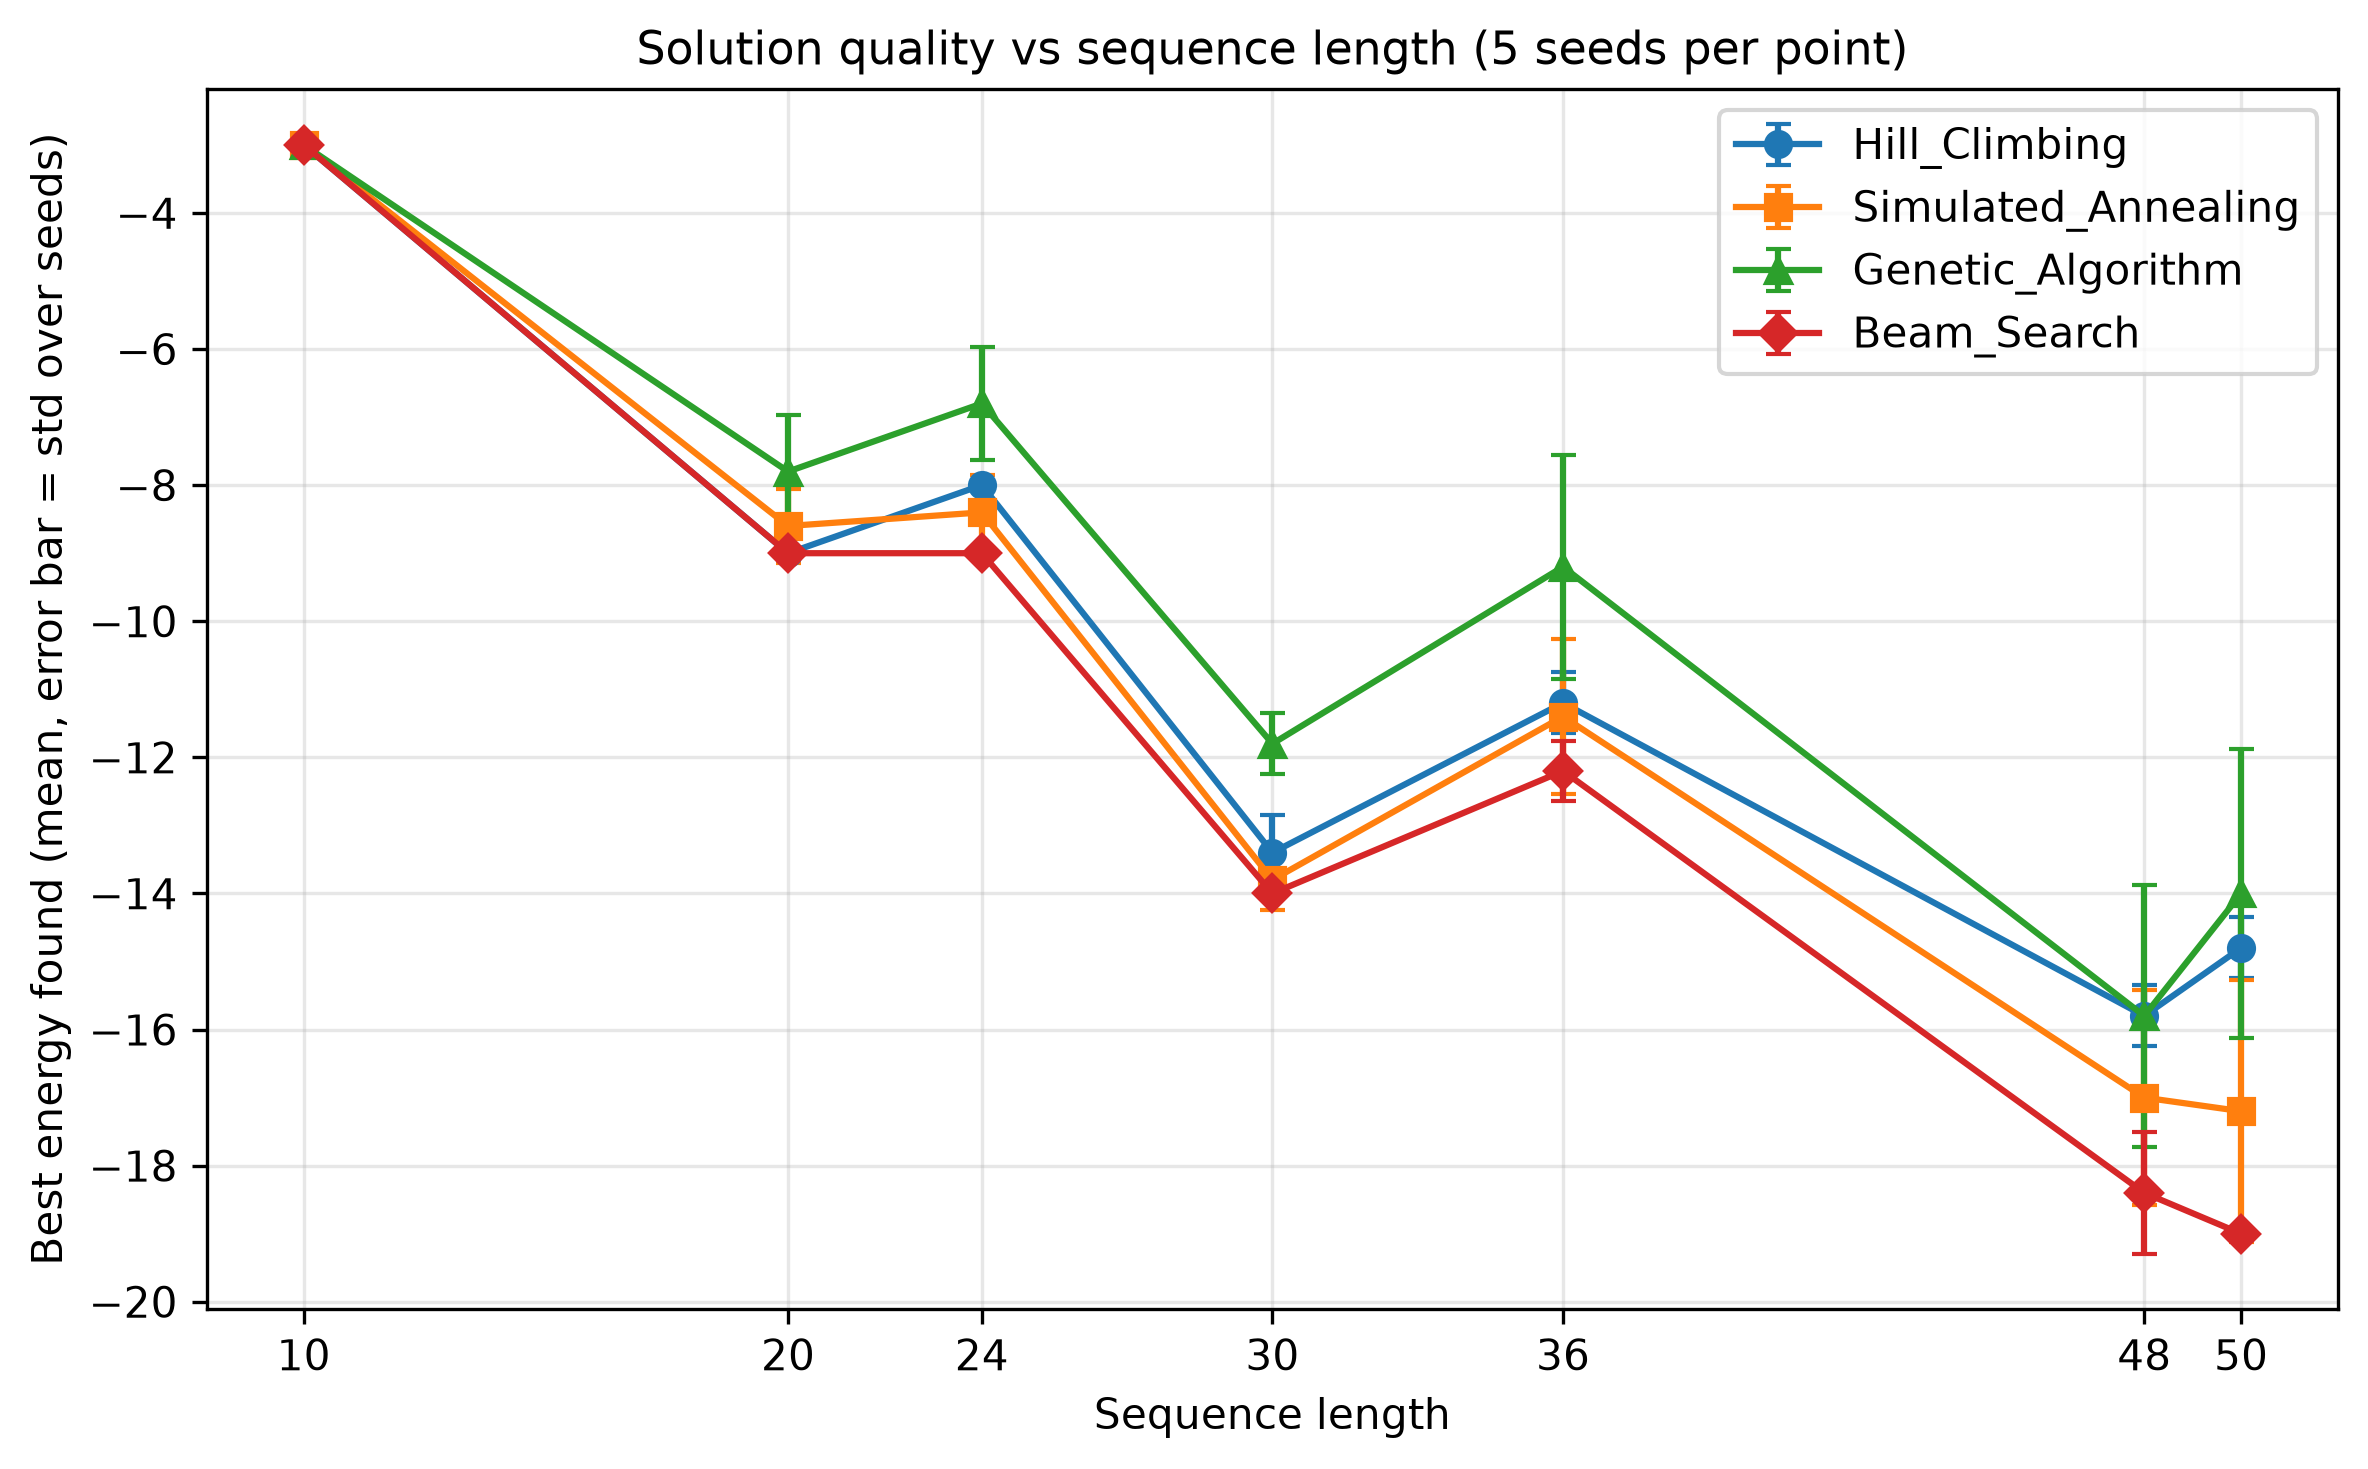 Solution quality vs sequence length (5 seeds per point)
Best energy found (mean, error bar = std over seeds)
Hill_Climbing
Simulated_Annealing
Genetic_Algorithm
Beam_Search
−4
−6
−8
−10
−12
−14
−16
−18
−20
10 20 24 30 36 48 50
Sequence length